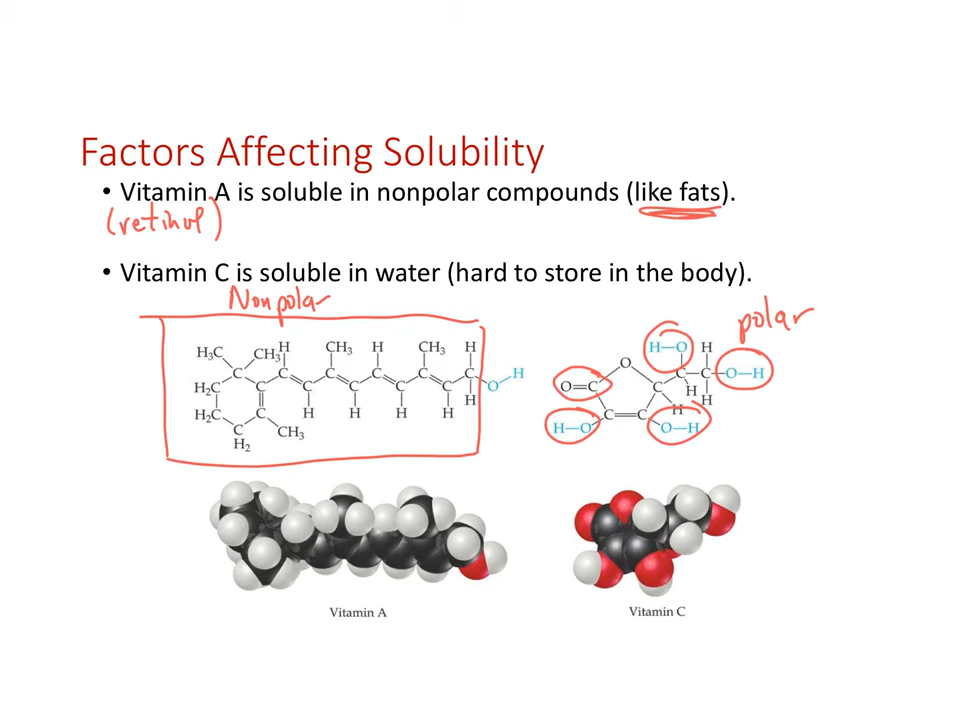 Factors Affecting Solubility
• Vitamin A is soluble in nonpolar compounds (like fats).
(retinol)
• Vitamin C is soluble in water (hard to store in the body).
Nonpolar
polar
H₃C CH₃ H CH₃ H CH₃ H
C C C C C C O H
H₂C C C C C C H
H H H H
H₂C C
C CH₃
H₂
H—O H
O C C O—H
O=C C H H
H
C=C
H—O O—H
Vitamin A Vitamin C